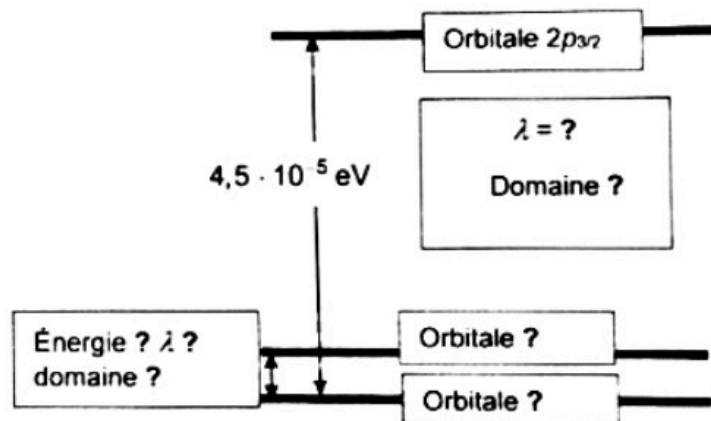 Orbitale 2p3/2
λ = ?
Domaine ?
4,5 · 10⁻⁵ eV
Énergie ? λ ?
domaine ?
Orbitale ?
Orbitale ?